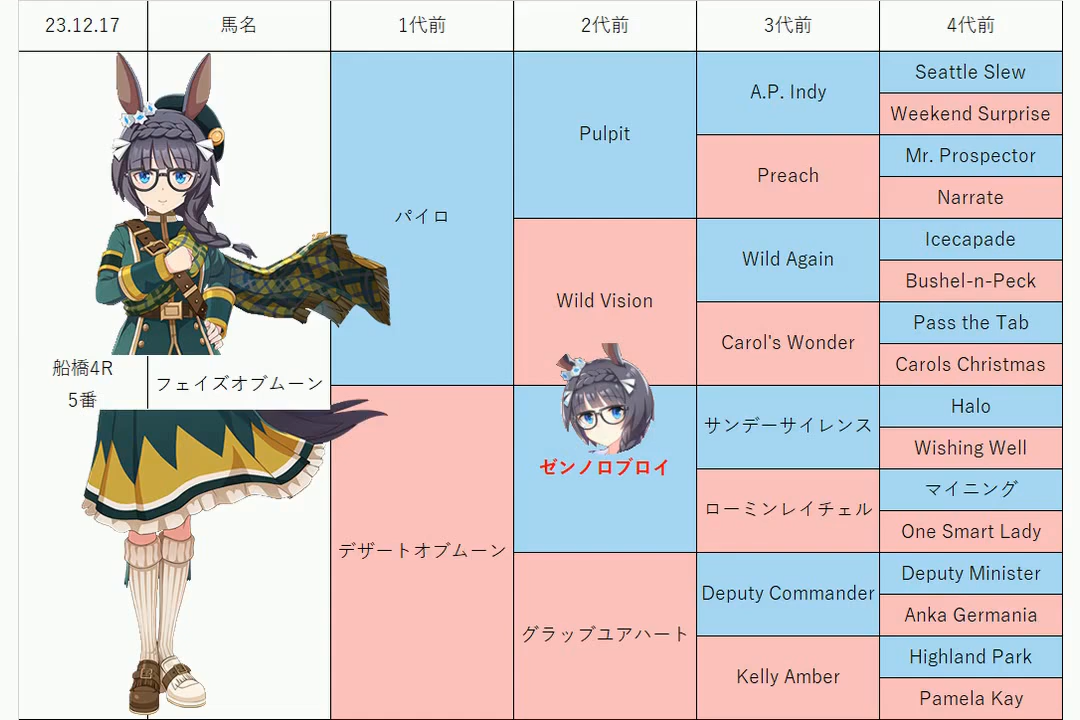 23.12.17
馬名
1代前
2代前
3代前
4代前
船橋4R
5番
フェイズオブムーン
パイロ
デザートオブムーン
Pulpit
Wild Vision
ゼンノロブロイ
グラップユアハート
A.P. Indy
Preach
Wild Again
Carol's Wonder
サンデーサイレンス
ローミンレイチェル
Deputy Commander
Kelly Amber
Seattle Slew
Weekend Surprise
Mr. Prospector
Narrate
Icecapade
Bushel-n-Peck
Pass the Tab
Carols Christmas
Halo
Wishing Well
マイニング
One Smart Lady
Deputy Minister
Anka Germania
Highland Park
Pamela Kay